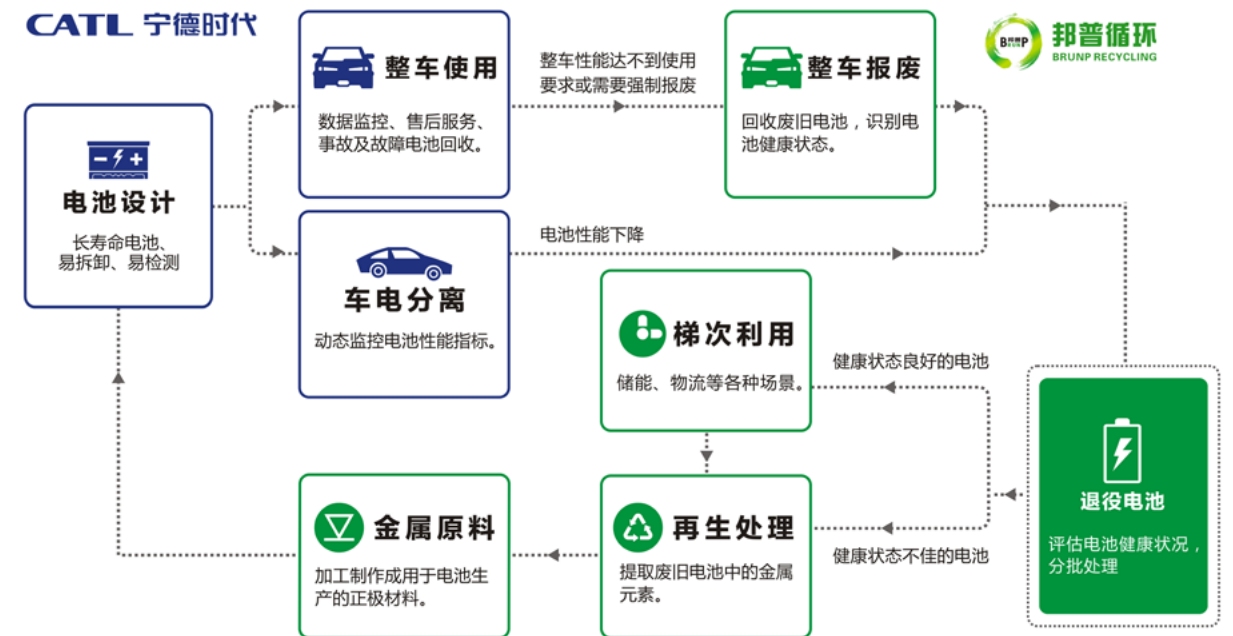 CATL 宁德时代
邦普
BRUNP
邦普循环
BRUNP RECYCLING
整车使用
数据监控、售后服务、
事故及故障电池回收。
整车性能达不到使用
要求或需要强制报废
整车报废
回收废旧电池，识别电
池健康状态。
电池设计
长寿命电池、
易拆卸、易检测
车电分离
动态监控电池性能指标。
电池性能下降
梯次利用
储能、物流等各种场景。
健康状态良好的电池
退役电池
评估电池健康状况，
分批处理
健康状态不佳的电池
再生处理
提取废旧电池中的金属
元素。
金属原料
加工制作成用于电池生
产的正极材料。